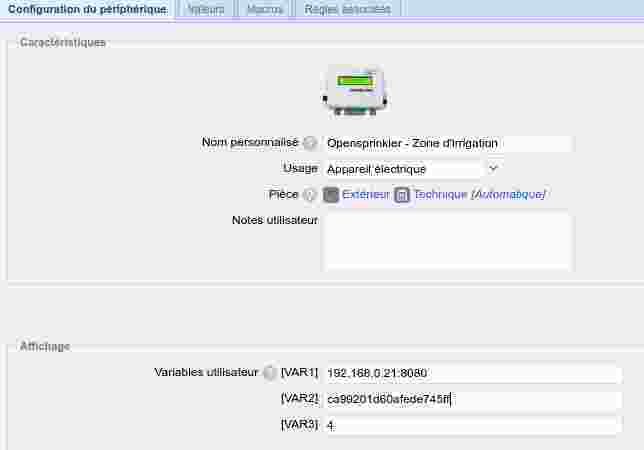 Configuration du périphérique Valeurs Macros Règles associées
Caractéristiques
Nom personnalisé ? Opensprinkler - Zone d'irrigation
Usage Appareil électrique
Pièce ? Extérieur Technique [Automatique]
Notes utilisateur
Affichage
Variables utilisateur ? [VAR1] 192.168.0.21:8080
[VAR2] ca99201d60afede745ff
[VAR3] 4